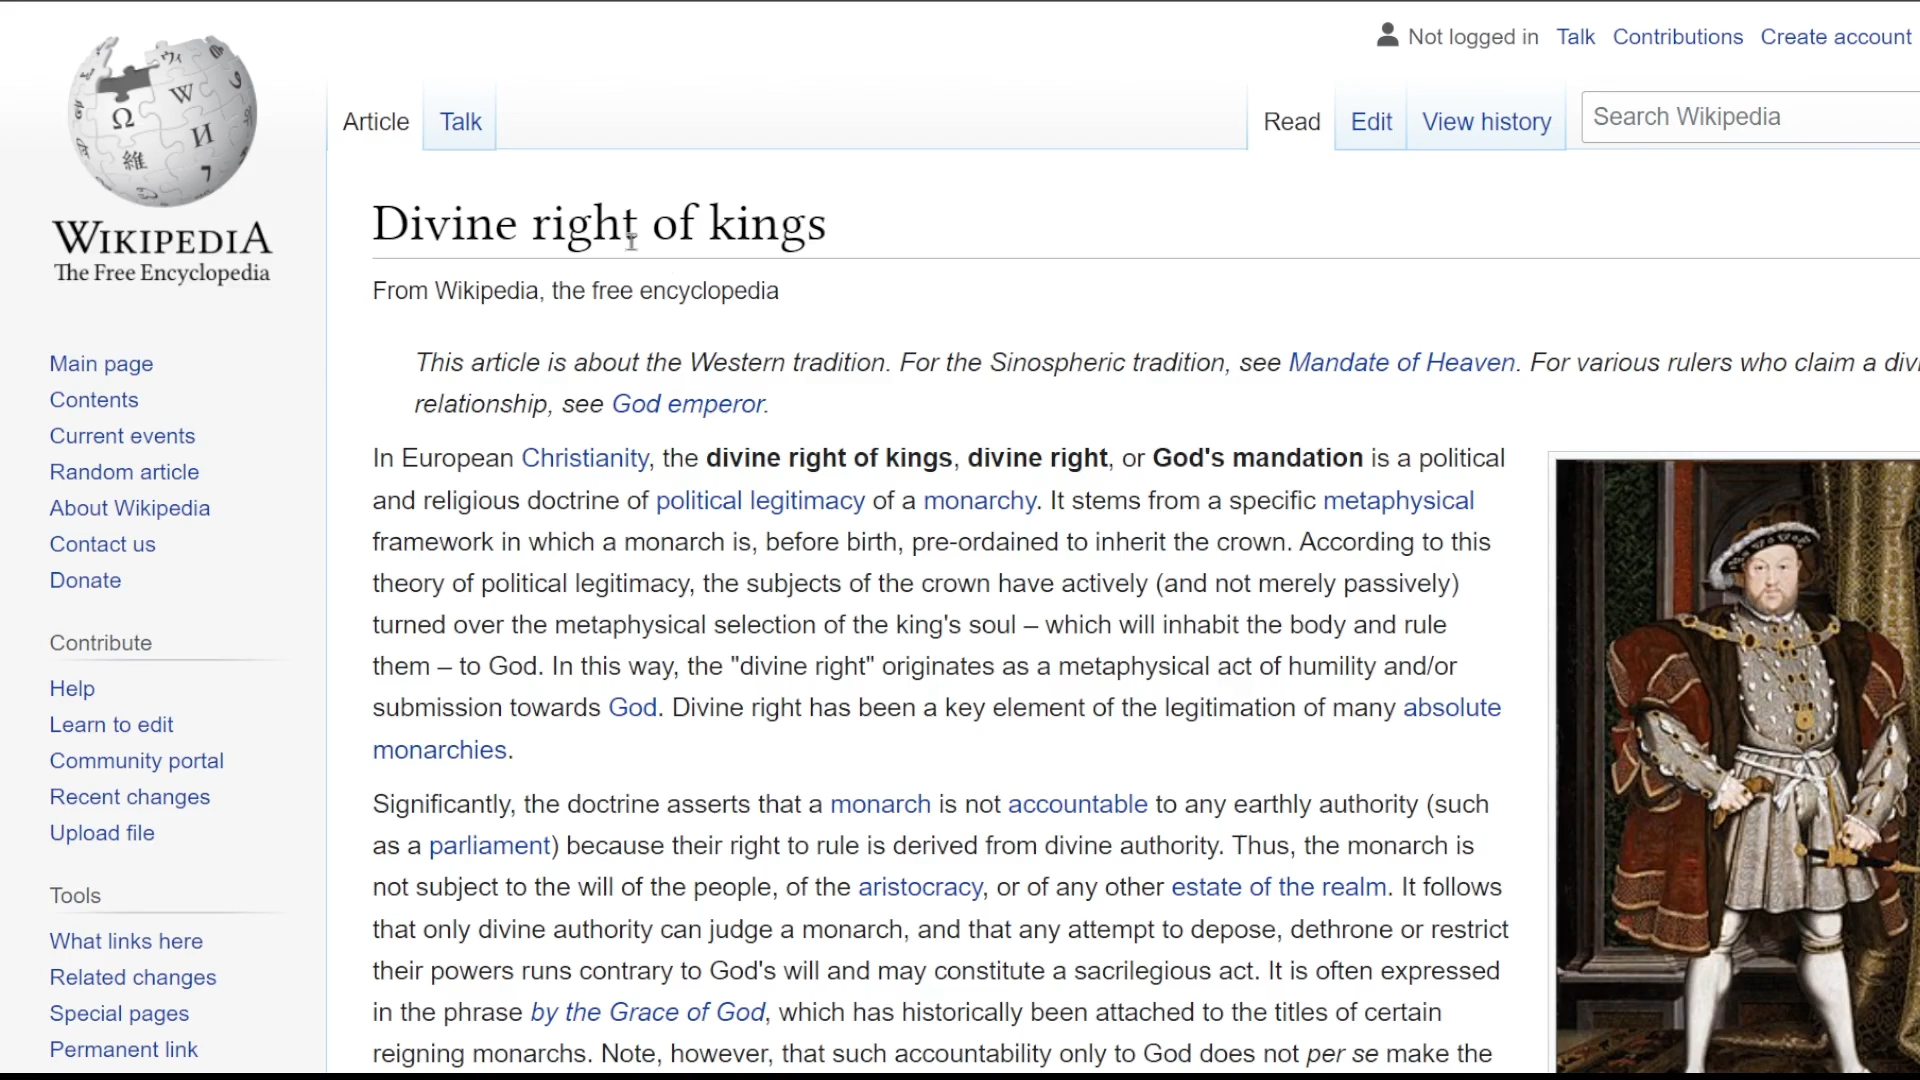 Not logged in Talk Contributions Create account
Article Talk Read Edit View history Search Wikipedia
WIKIPEDIA
The Free Encyclopedia
Main page
Contents
Current events
Random article
About Wikipedia
Contact us
Donate
Contribute
Help
Learn to edit
Community portal
Recent changes
Upload file
Tools
What links here
Related changes
Special pages
Permanent link
Divine right of kings
From Wikipedia, the free encyclopedia
This article is about the Western tradition. For the Sinospheric tradition, see Mandate of Heaven. For various rulers who claim a
relationship, see God emperor.
In European Christianity, the divine right of kings, divine right, or God's mandation is a political
and religious doctrine of political legitimacy of a monarchy. It stems from a specific metaphysical
framework in which a monarch is, before birth, pre-ordained to inherit the crown. According to this
theory of political legitimacy, the subjects of the crown have actively (and not merely passively)
turned over the metaphysical selection of the king's soul – which will inhabit the body and rule
them – to God. In this way, the "divine right" originates as a metaphysical act of humility and/or
submission towards God. Divine right has been a key element of the legitimation of many absolute
monarchies.
Significantly, the doctrine asserts that a monarch is not accountable to any earthly authority (such
as a parliament) because their right to rule is derived from divine authority. Thus, the monarch is
not subject to the will of the people, of the aristocracy, or of any other estate of the realm. It follows
that only divine authority can judge a monarch, and that any attempt to depose, dethrone or restrict
their powers runs contrary to God's will and may constitute a sacrilegious act. It is often expressed
in the phrase by the Grace of God, which has historically been attached to the titles of certain
reigning monarchs. Note, however, that such accountability only to God does not per se make the